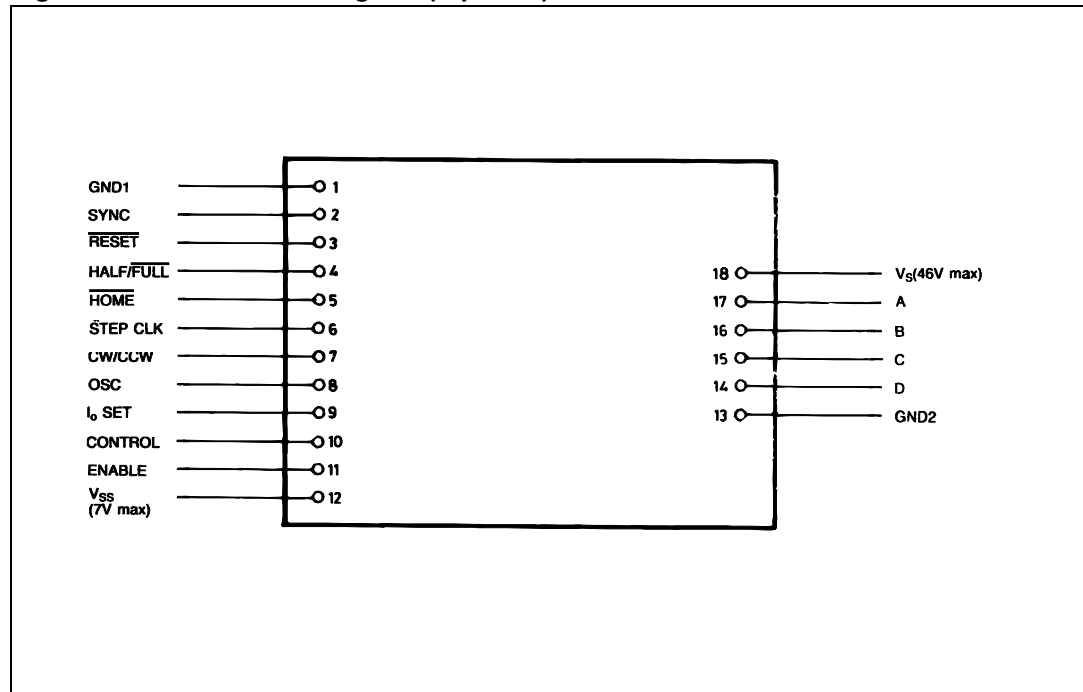 GND1
SYNC
RESET
HALF/FULL
HOME
STEP CLK
CW/CCW
OSC
Io SET
CONTROL
ENABLE
VSS
(7V max)
1
2
3
4
5
6
7
8
9
10
11
12
18
17
16
15
14
13
VS(46V max)
A
B
C
D
GND2